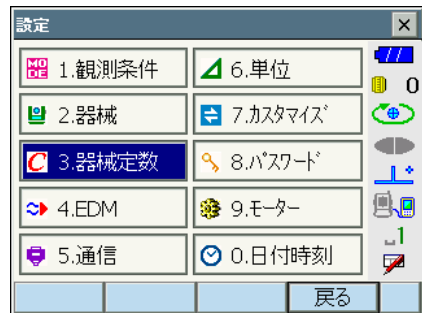 設定
MODE 1.観測条件
2.器械
C 3.器械定数
4.EDM
5.通信
6.単位
7.ｶｽﾀﾏｲｽﾞ
8.ﾊﾟｽﾜｰﾄﾞ
9.ﾓｰﾀｰ
0.日付時刻
0
1
戻る